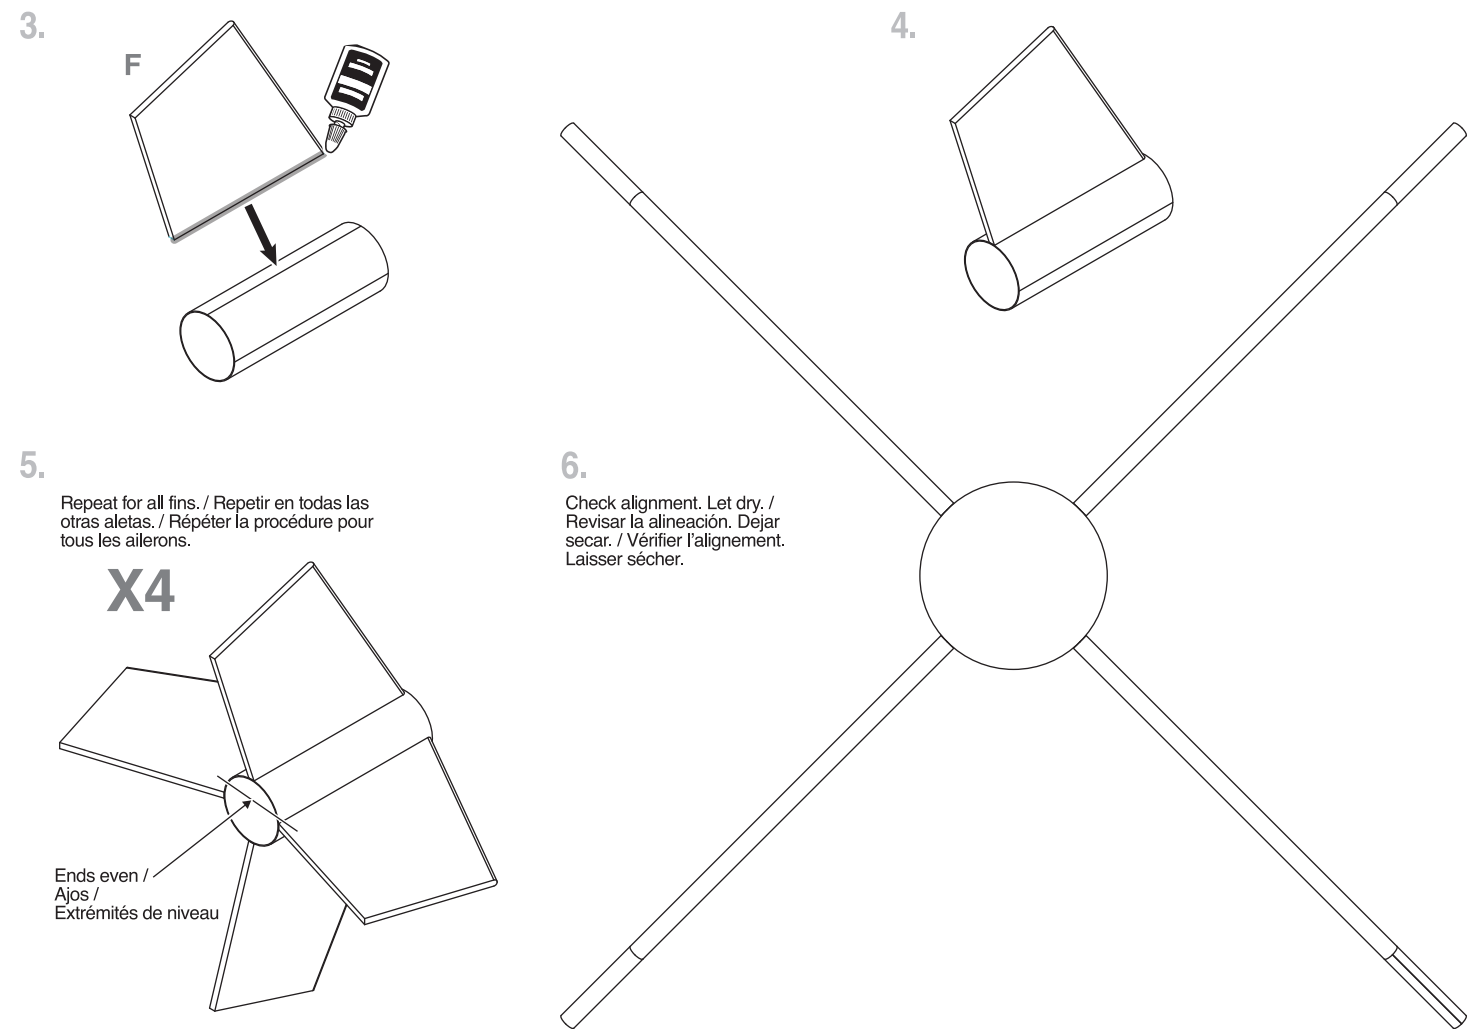 3.
F
4.
5.
Repeat for all fins. / Repetir en todas las
otras aletas. / Répéter la procédure pour
tous les ailerons.
X4
Ends even /
Ajos /
Extrémités de niveau
6.
Check alignment. Let dry. /
Revisar la alineación. Dejar
secar. / Vérifier l'alignement.
Laisser sécher.